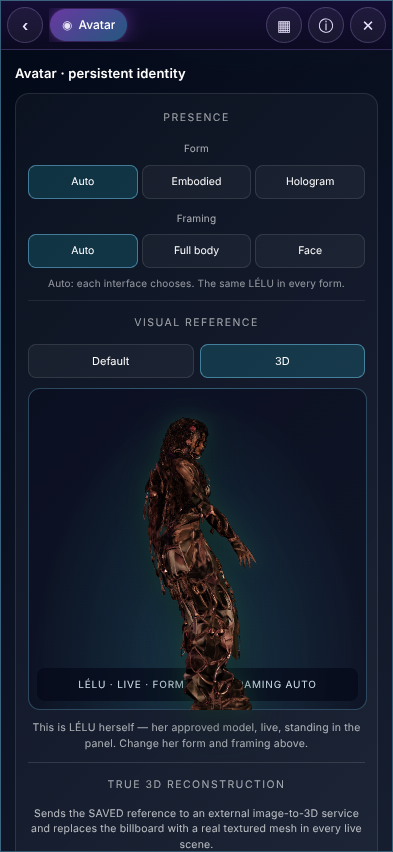 Avatar
Avatar · persistent identity
PRESENCE
Form
Auto Embodied Hologram
Framing
Auto Full body Face
Auto: each interface chooses. The same LÉLU in every form.
VISUAL REFERENCE
Default 3D
LÉLU · LIVE · FORM AMING AUTO
This is LÉLU herself — her approved model, live, standing in the
panel. Change her form and framing above.
TRUE 3D RECONSTRUCTION
Sends the SAVED reference to an external image-to-3D service
and replaces the billboard with a real textured mesh in every live
scene.